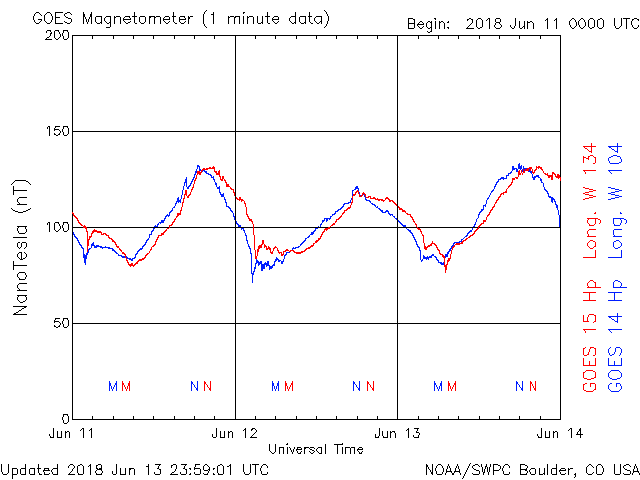 GOES Magnetometer (1 minute data)
Begin: 2018 Jun 11 0000 UTC
200
150
100
50
0
NanoTesla (nT)
M M N N M M N N M M N N
Jun 11 Jun 12 Jun 13 Jun 14
Universal Time
GOES 15 Hp Long. W 134
GOES 14 Hp Long. W 104
Updated 2018 Jun 13 23:59:01 UTC
NOAA/SWPC Boulder, CO USA